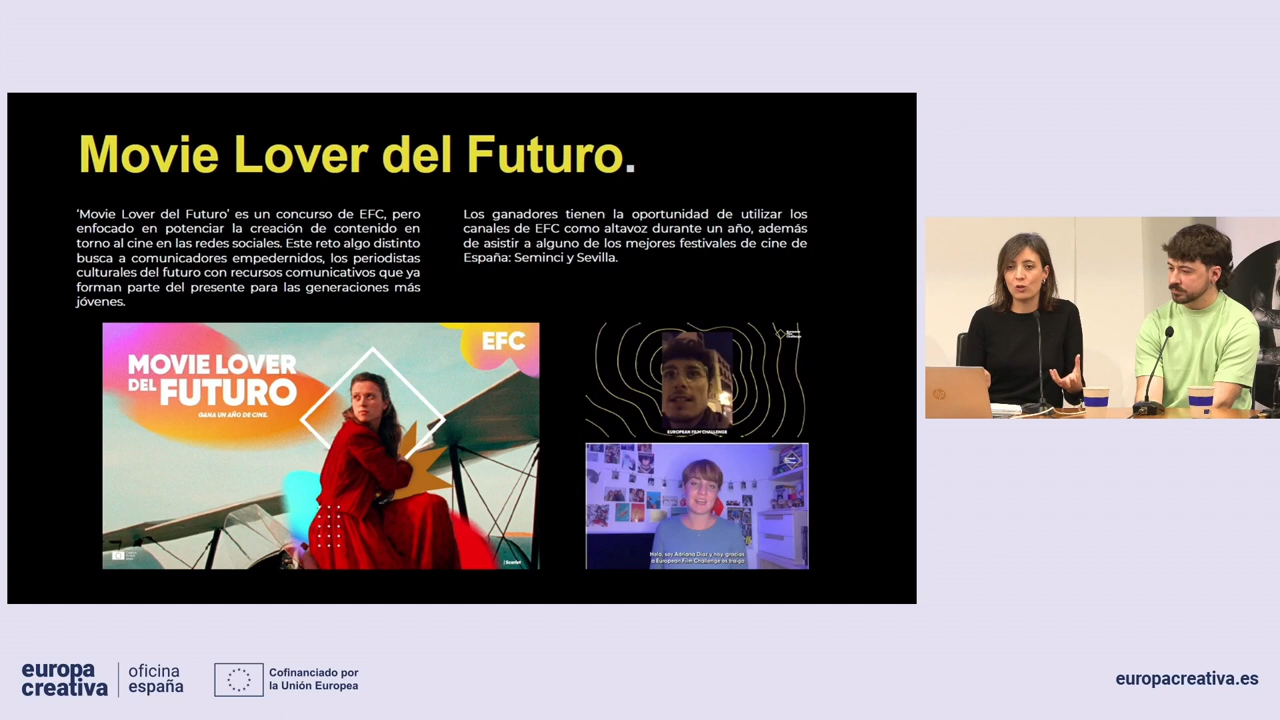 Movie Lover del Futuro.
‘Movie Lover del Futuro’ es un concurso de EFC, pero
enfocado en potenciar la creación de contenido en
torno al cine en las redes sociales. Este reto algo distinto
busca a comunicadores empedernidos, los periodistas
culturales del futuro con recursos comunicativos que ya
forman parte del presente para las generaciones más
jóvenes.
Los ganadores tienen la oportunidad de utilizar los
canales de EFC como altavoz durante un año, además
de asistir a alguno de los mejores festivales de cine de
España: Seminci y Sevilla.
MOVIE LOVER
DEL FUTURO
GANA UN AÑO DE CINE.
EFC
| Scarlet
EUROPEAN FILM CHALLENGE
Hola, soy Adriana Díaz y hoy, gracias
a European Film Challenge os traigo
hp
europa
creativa
oficina
españa
Cofinanciado por
la Unión Europea
europacreativa.es